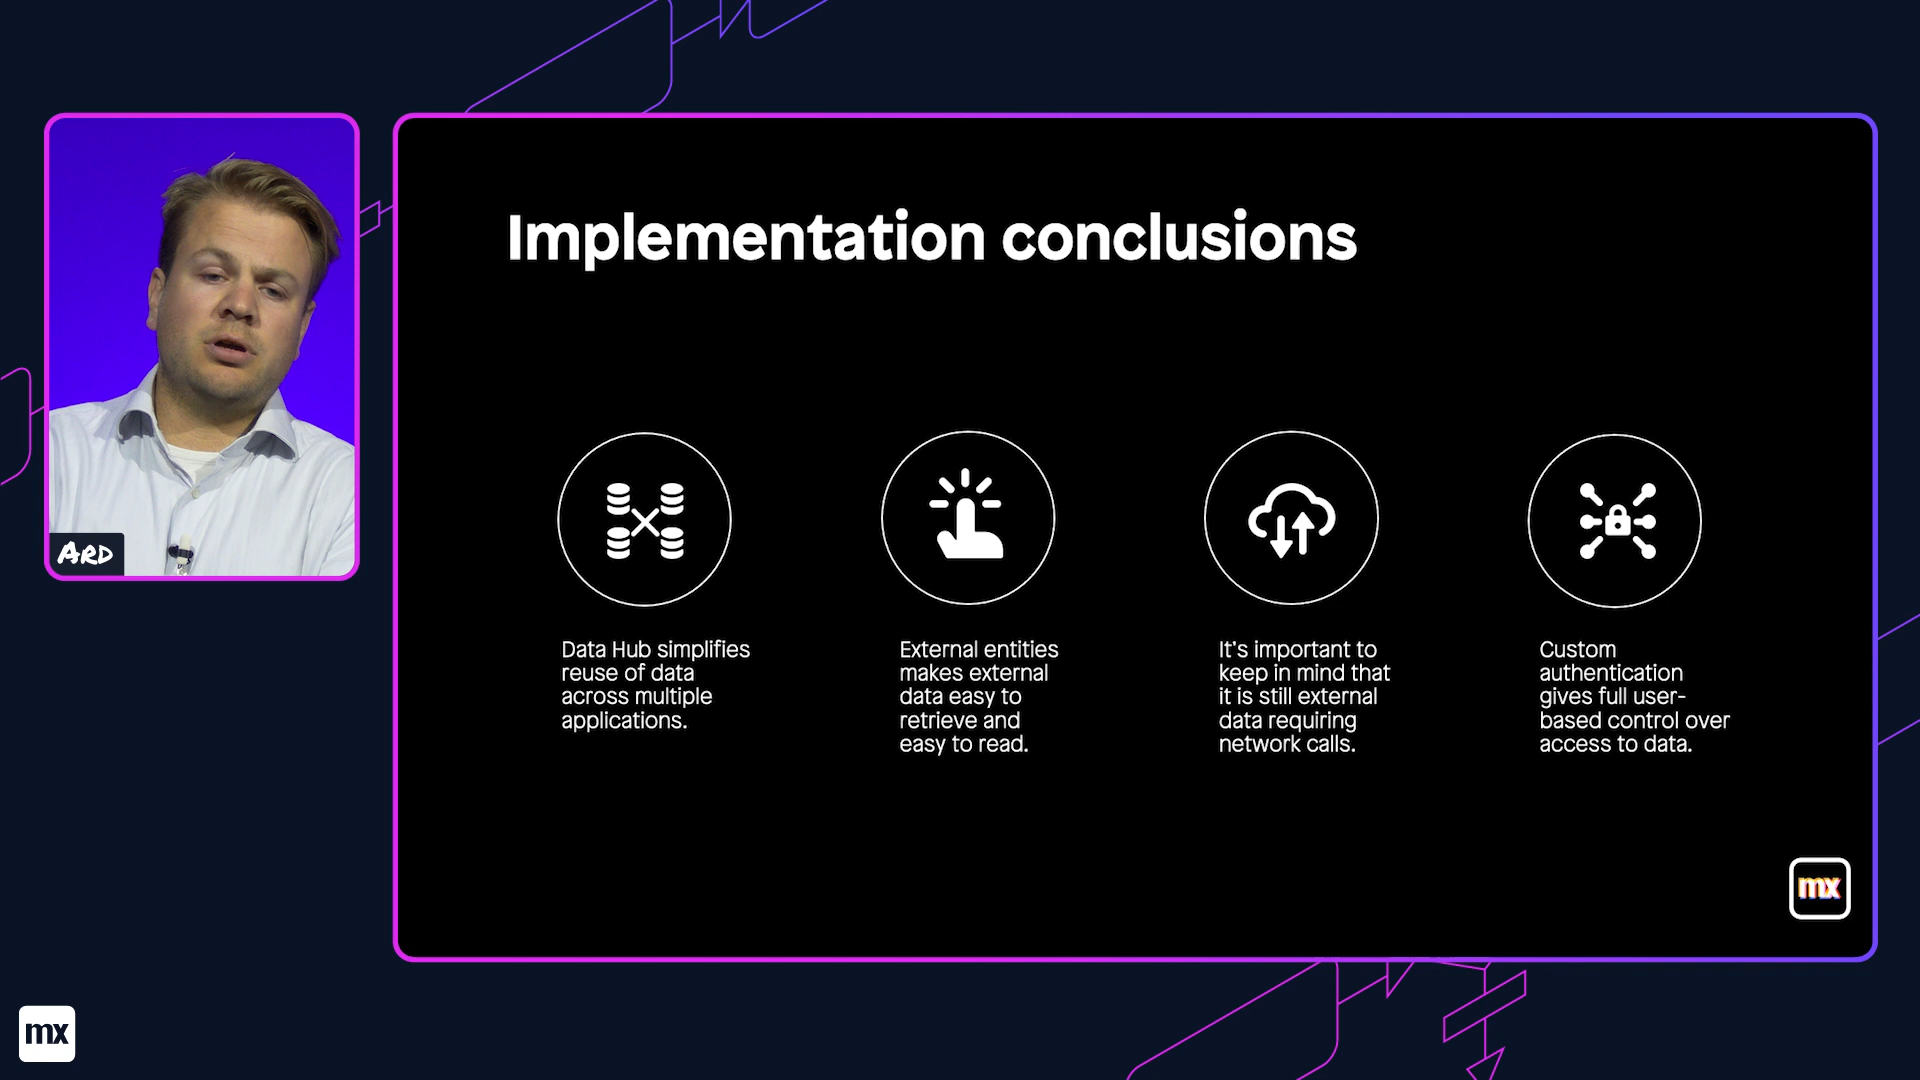 Implementation conclusions
ARD
Data Hub simplifies
reuse of data
across multiple
applications.
External entities
makes external
data easy to
retrieve and
easy to read.
It's important to
keep in mind that
it is still external
data requiring
network calls.
Custom
authentication
gives full user-
based control over
access to data.
mx
mx